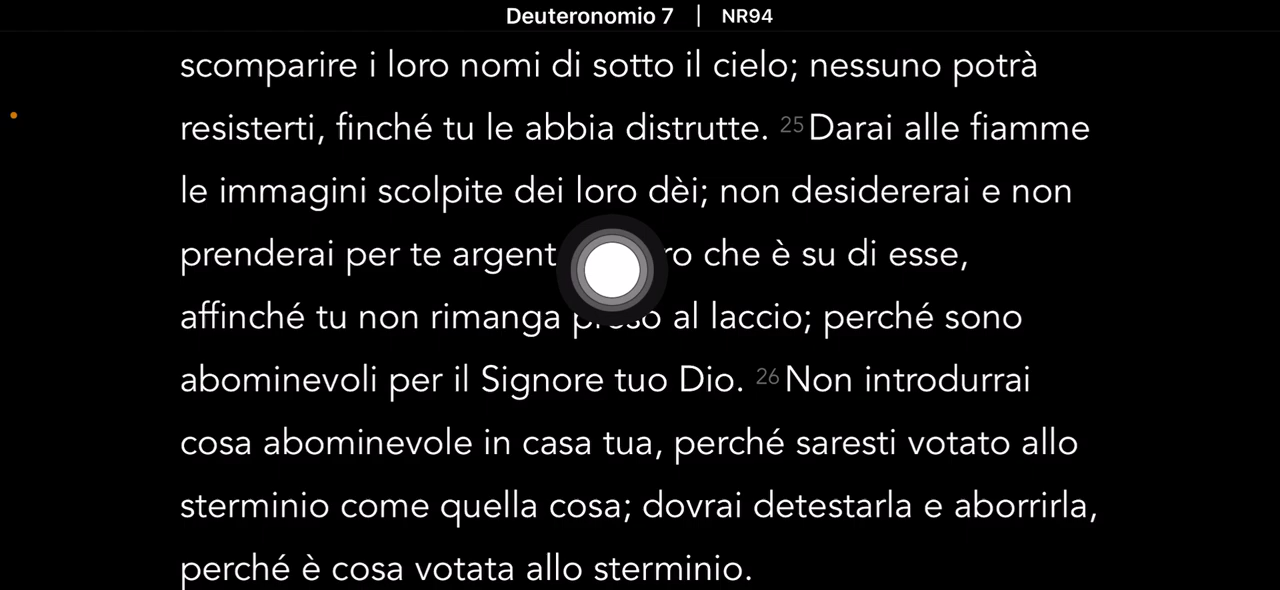 Deuteronomio 7 | NR94
scomparire i loro nomi di sotto il cielo; nessuno potrà
resisterti, finché tu le abbia distrutte. 25 Darai alle fiamme
le immagini scolpite dei loro dèi; non desidererai e non
prenderai per te che è su di esse,
affinché tu non rimanga preso al laccio; perché sono
abominevoli per il Signore tuo Dio. 26 Non introdurrai
cosa abominevole in casa tua, perché saresti votato allo
sterminio come quella cosa; dovrai detestarla e aborrirla,
perché è cosa votata allo sterminio.